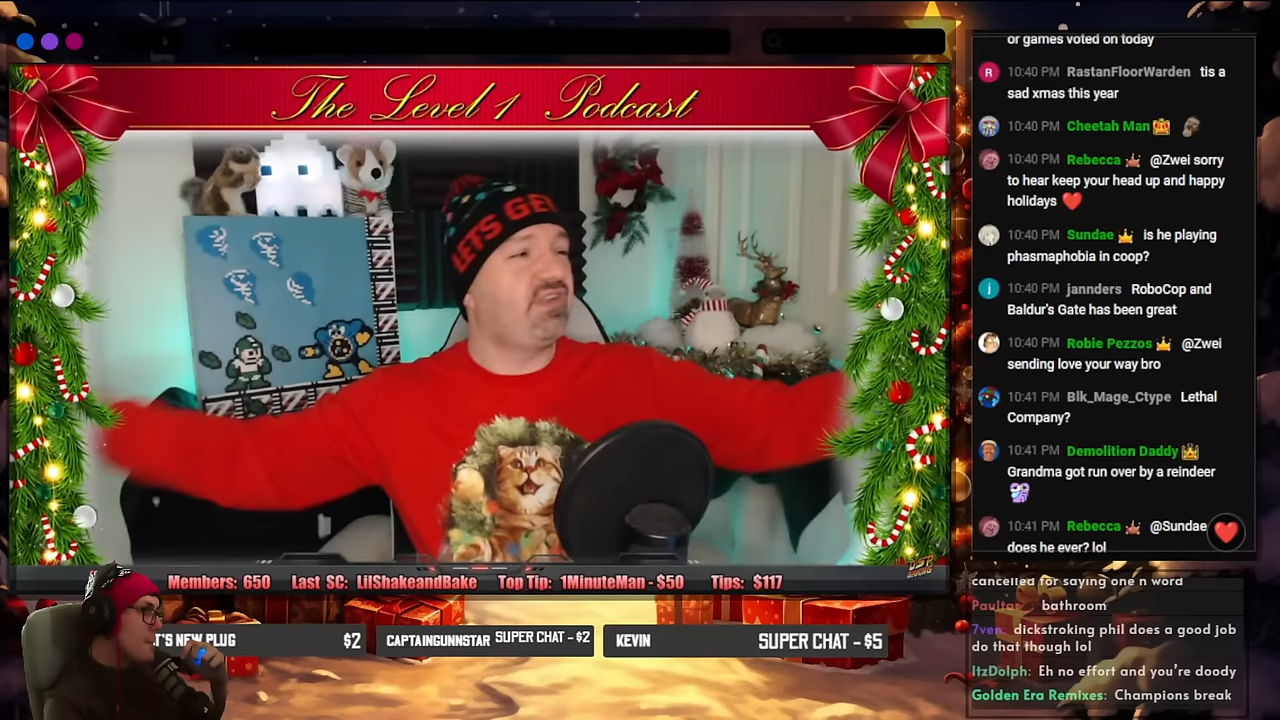 The Level 1 Podcast
LETS GET
Members: 650 Last SC: LilShakeandBake Top Tip: 1MinuteMan - $50 Tips: $117
T'S NEW PLUG $2
CAPTAINGUNNSTAR SUPER CHAT - $2
KEVIN SUPER CHAT - $5
or games voted on today
R 10:40 PM RastanFloorWarden tis a
sad xmas this year
10:40 PM Cheetah Man
10:40 PM Rebecca @Zwei sorry
to hear keep your head up and happy
holidays
10:40 PM Sundae is he playing
phasmaphobia in coop?
j 10:40 PM jannders RoboCop and
Baldur's Gate has been great
10:40 PM Robie Pezzos @Zwei
sending love your way bro
10:41 PM Blk_Mage_Ctype Lethal
Company?
10:41 PM Demolition Daddy
Grandma got run over by a reindeer
10:41 PM Rebecca @Sundae
does he ever? lol
cancelled for saying one n word
bathroom
7ven: dickstroking phil does a good job
do that though lol
ItzDolph: Eh no effort and you're doody
Golden Era Remixes: Champions break